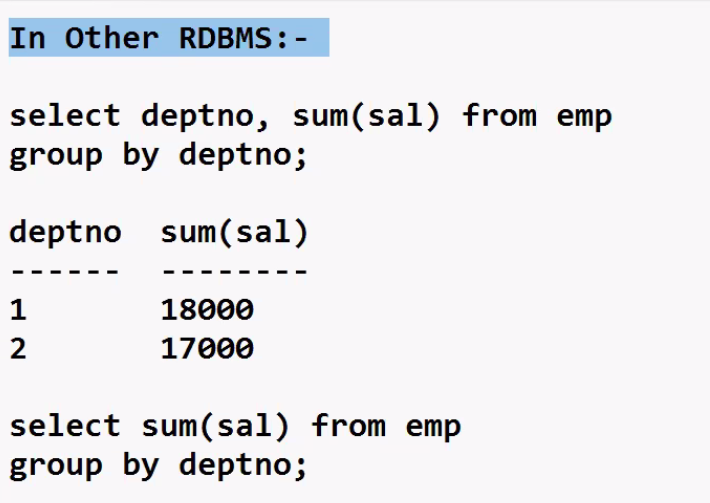 In Other RDBMS:-
select deptno, sum(sal) from emp
group by deptno;
deptno  sum(sal)
------  --------
1       18000
2       17000
select sum(sal) from emp
group by deptno;